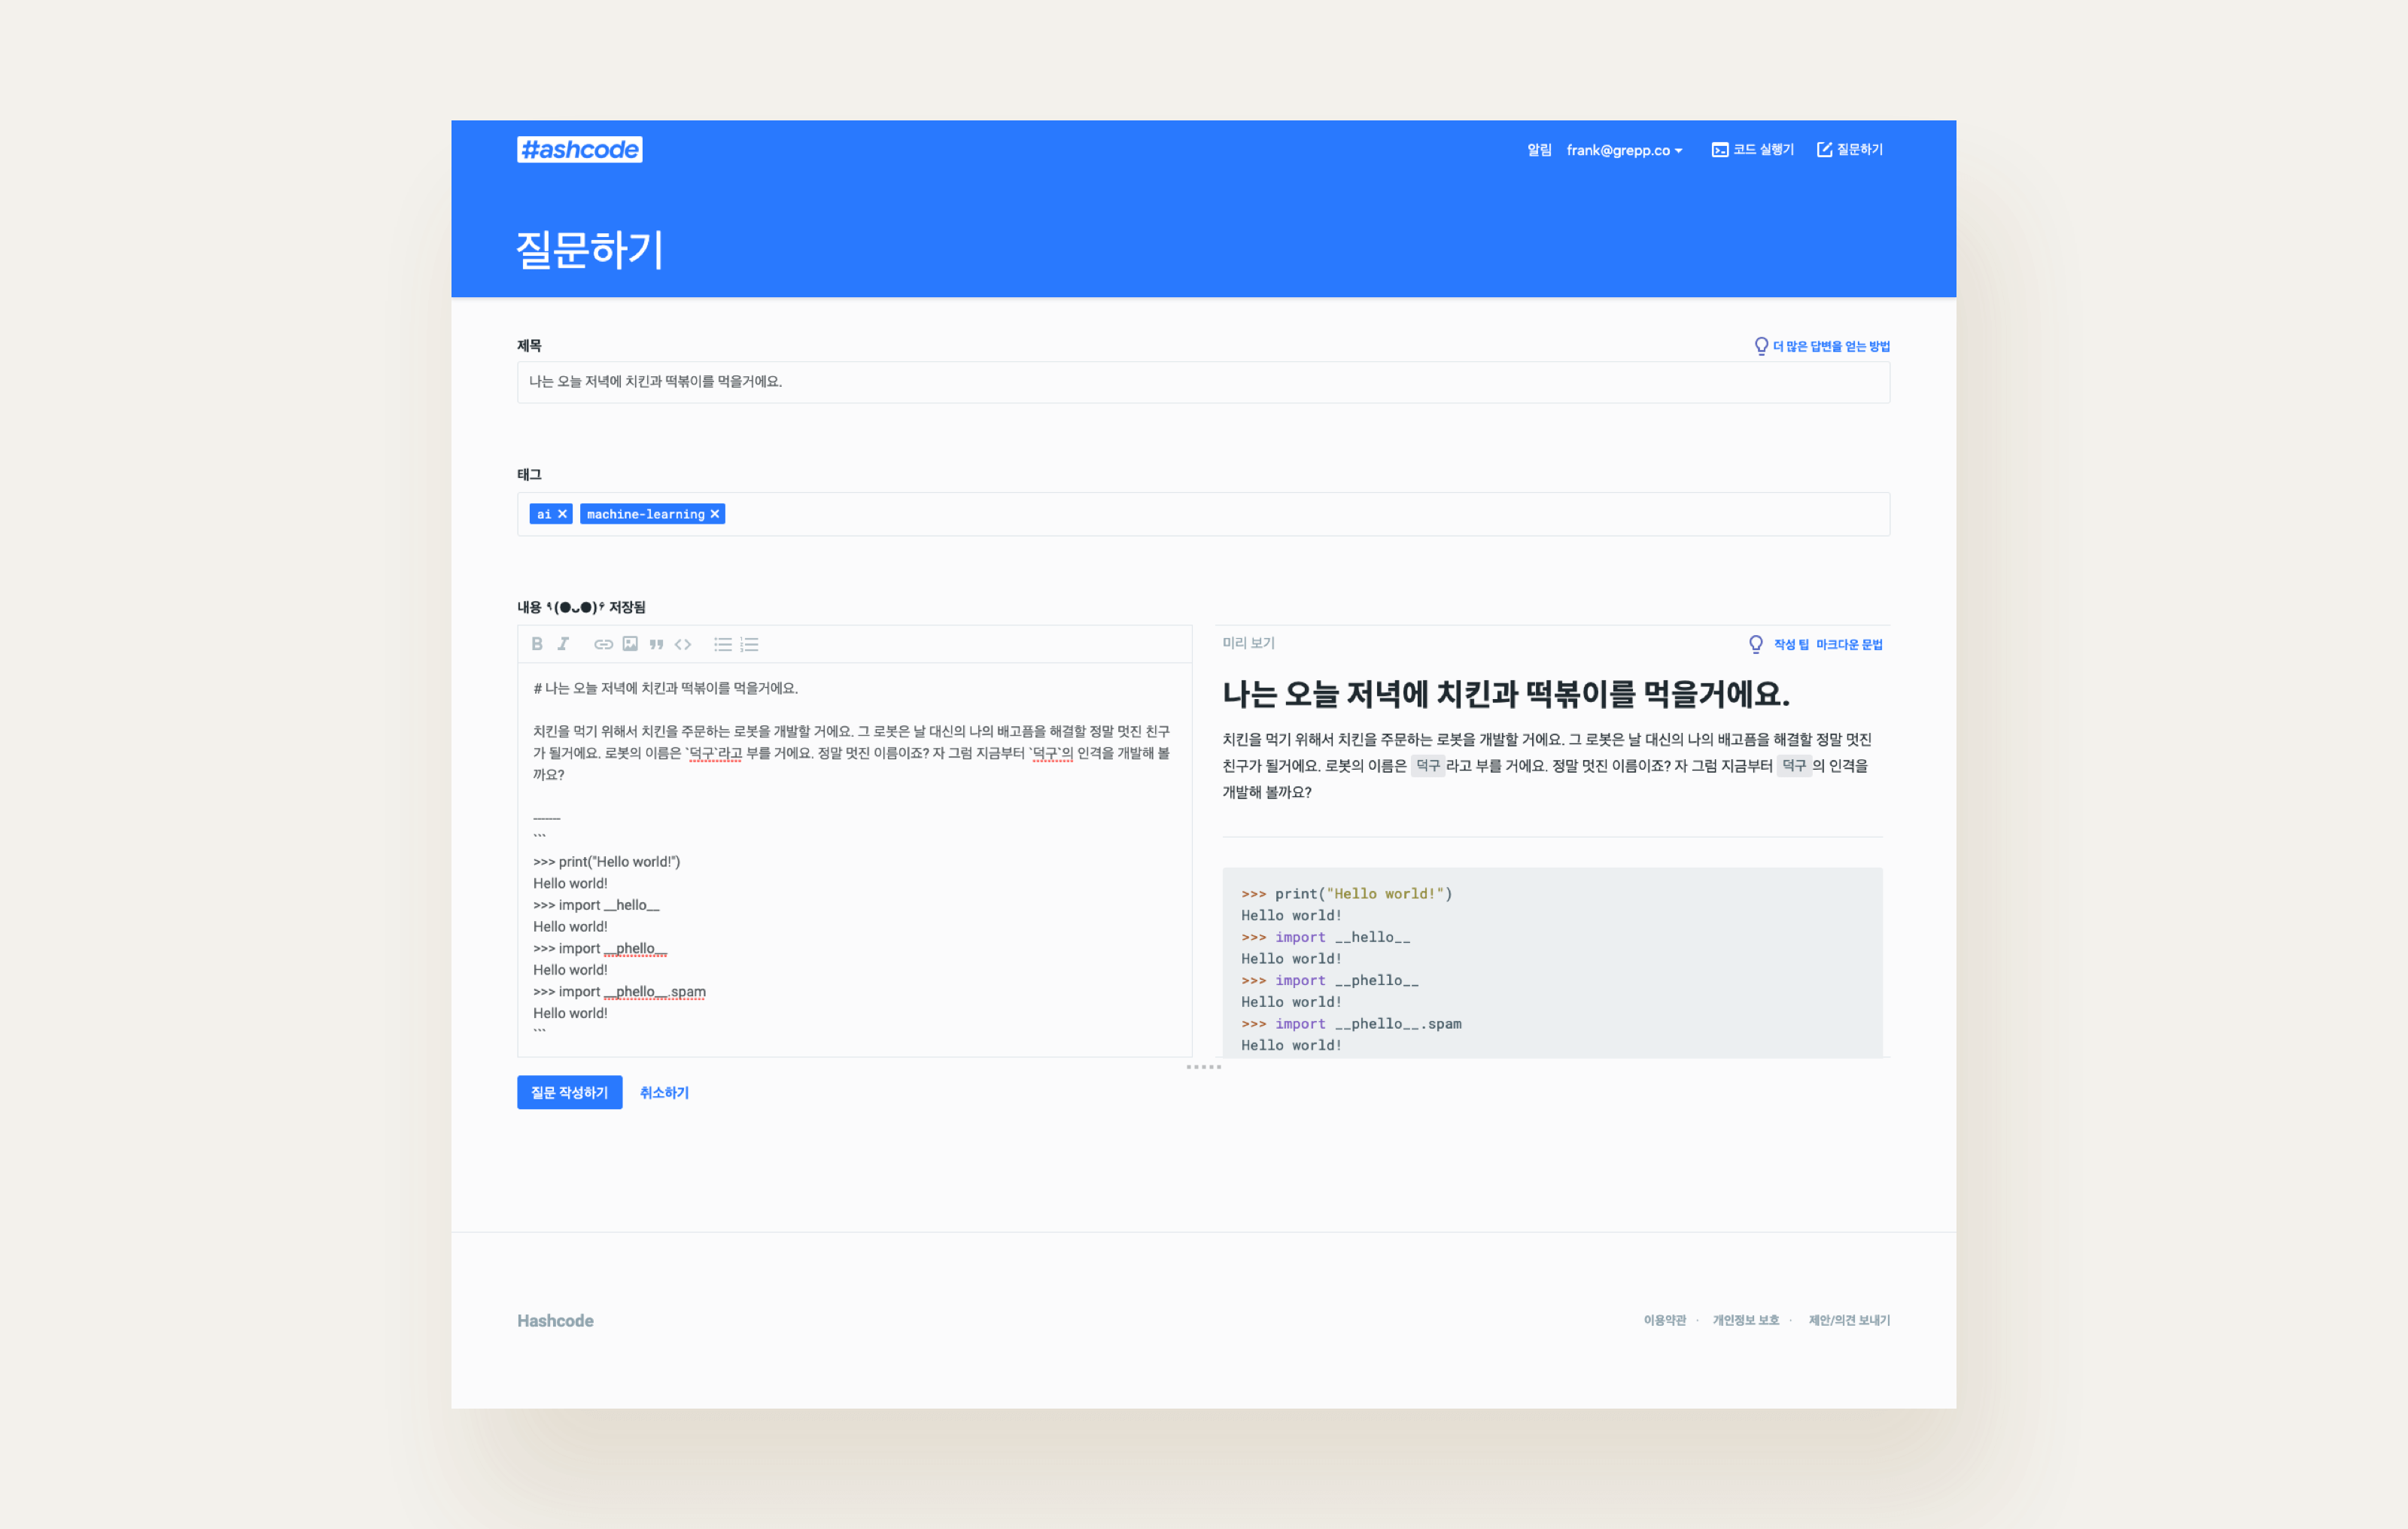 #ashcode
알림 frank@grepp.co 코드 실행기 질문하기
질문하기
제목
더 많은 답변을 얻는 방법
나는 오늘 저녁에 치킨과 떡볶이를 먹을거에요.
태그
ai ✕ machine-learning ✕
내용 ٩(●ᴗ●)۶ 저장됨
# 나는 오늘 저녁에 치킨과 떡볶이를 먹을거에요.
치킨을 먹기 위해서 치킨을 주문하는 로봇을 개발할 거에요. 그 로봇은 날 대신의 나의 배고픔을 해결할 정말 멋진 친구
가 될거에요. 로봇의 이름은 `덕구`라고 부를 거에요. 정말 멋진 이름이죠? 자 그럼 지금부터 `덕구`의 인격을 개발해 볼
까요?
-------
```
>>> print("Hello world!")
Hello world!
>>> import __hello__
Hello world!
>>> import __phello__
Hello world!
>>> import __phello__.spam
Hello world!
```
미리 보기
작성 팁 마크다운 문법
나는 오늘 저녁에 치킨과 떡볶이를 먹을거에요.
치킨을 먹기 위해서 치킨을 주문하는 로봇을 개발할 거에요. 그 로봇은 날 대신의 나의 배고픔을 해결할 정말 멋진
친구가 될거에요. 로봇의 이름은 덕구 라고 부를 거에요. 정말 멋진 이름이죠? 자 그럼 지금부터 덕구 의 인격을
개발해 볼까요?
>>> print("Hello world!")
Hello world!
>>> import __hello__
Hello world!
>>> import __phello__
Hello world!
>>> import __phello__.spam
Hello world!
질문 작성하기 취소하기
Hashcode
이용약관 · 개인정보 보호 · 제안/의견 보내기